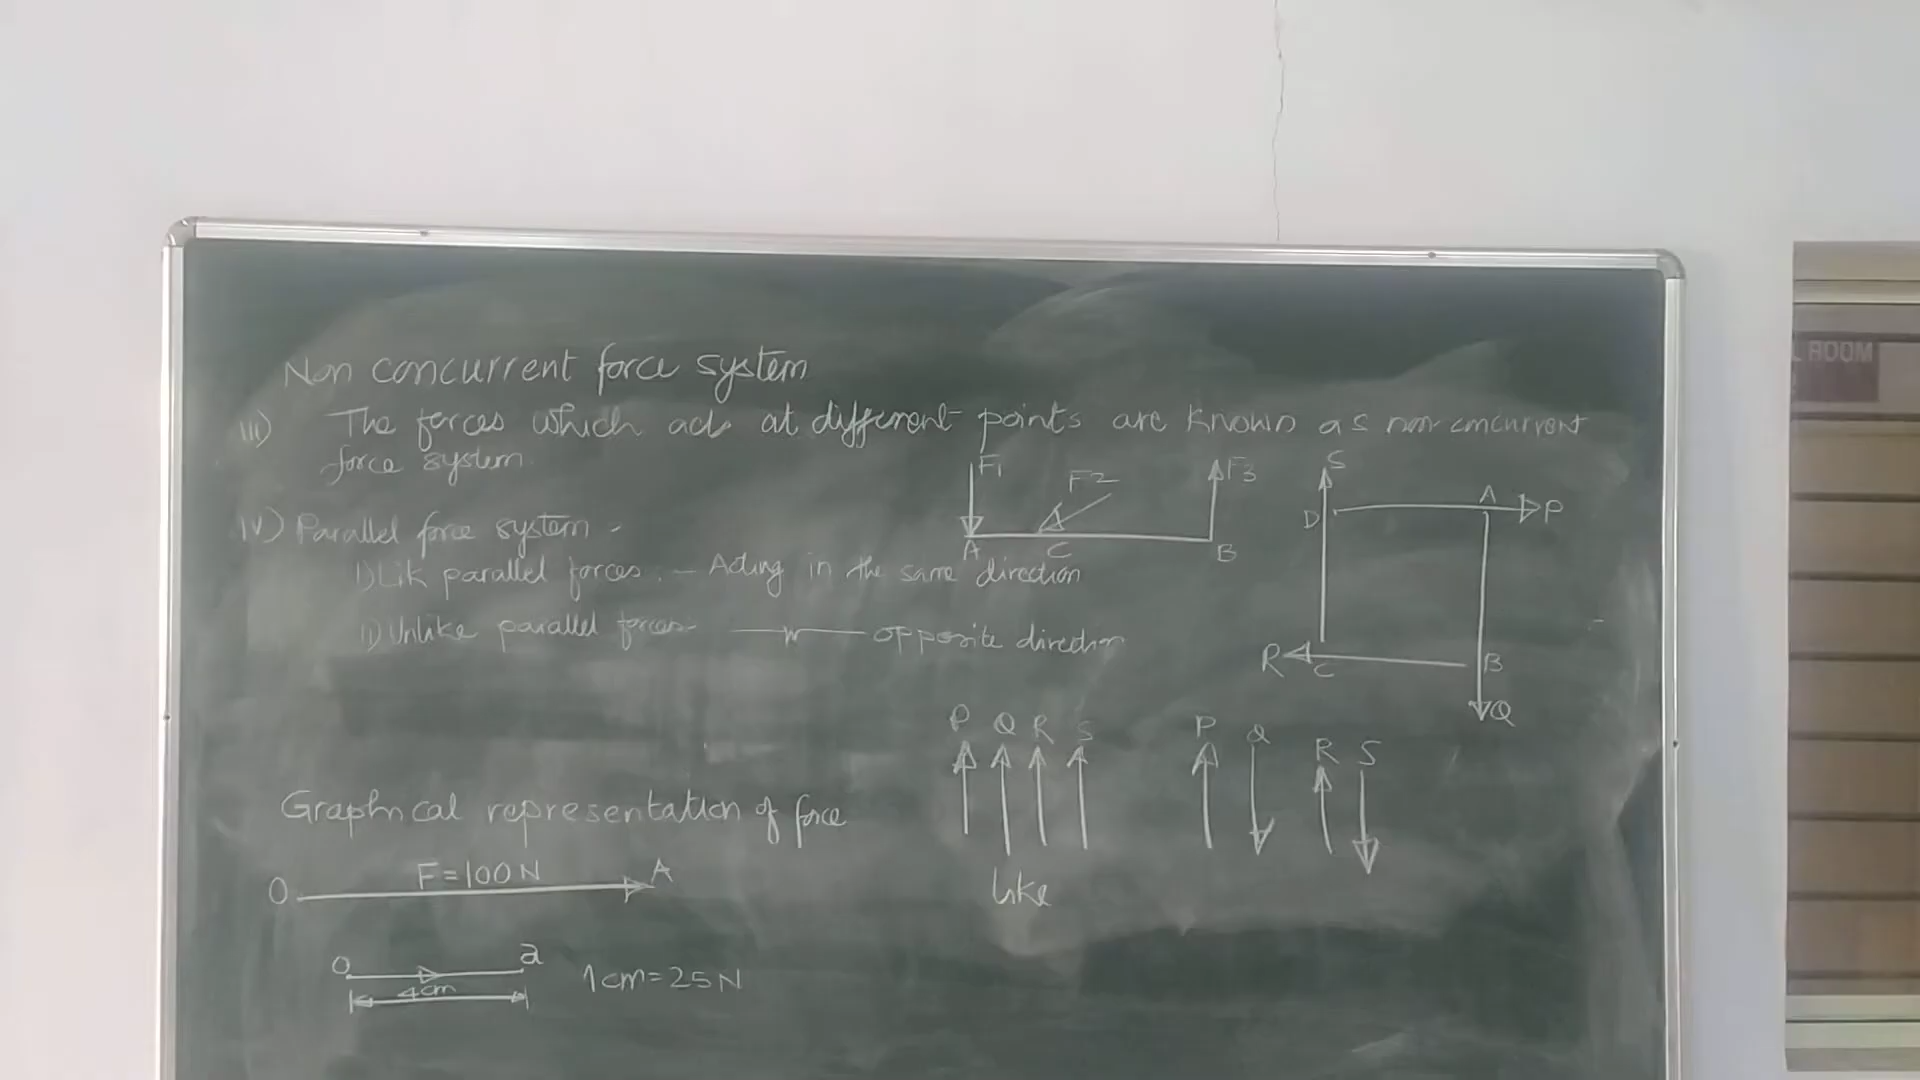 Non concurrent force system
III) The forces which act at different points are known as non concurrent
force system.
F1
F2
F3
A
C
B
S
D
A
P
R
C
B
Q
IV) Parallel force system -
I) Lik parallel forces. - Acting in the same direction
II) Unlike parallel forces - —〃— opposite direction
P Q R S
P Q R S
like
Graphical representation of force
O F=100N A
O a
4cm
1cm=25N
L ROOM